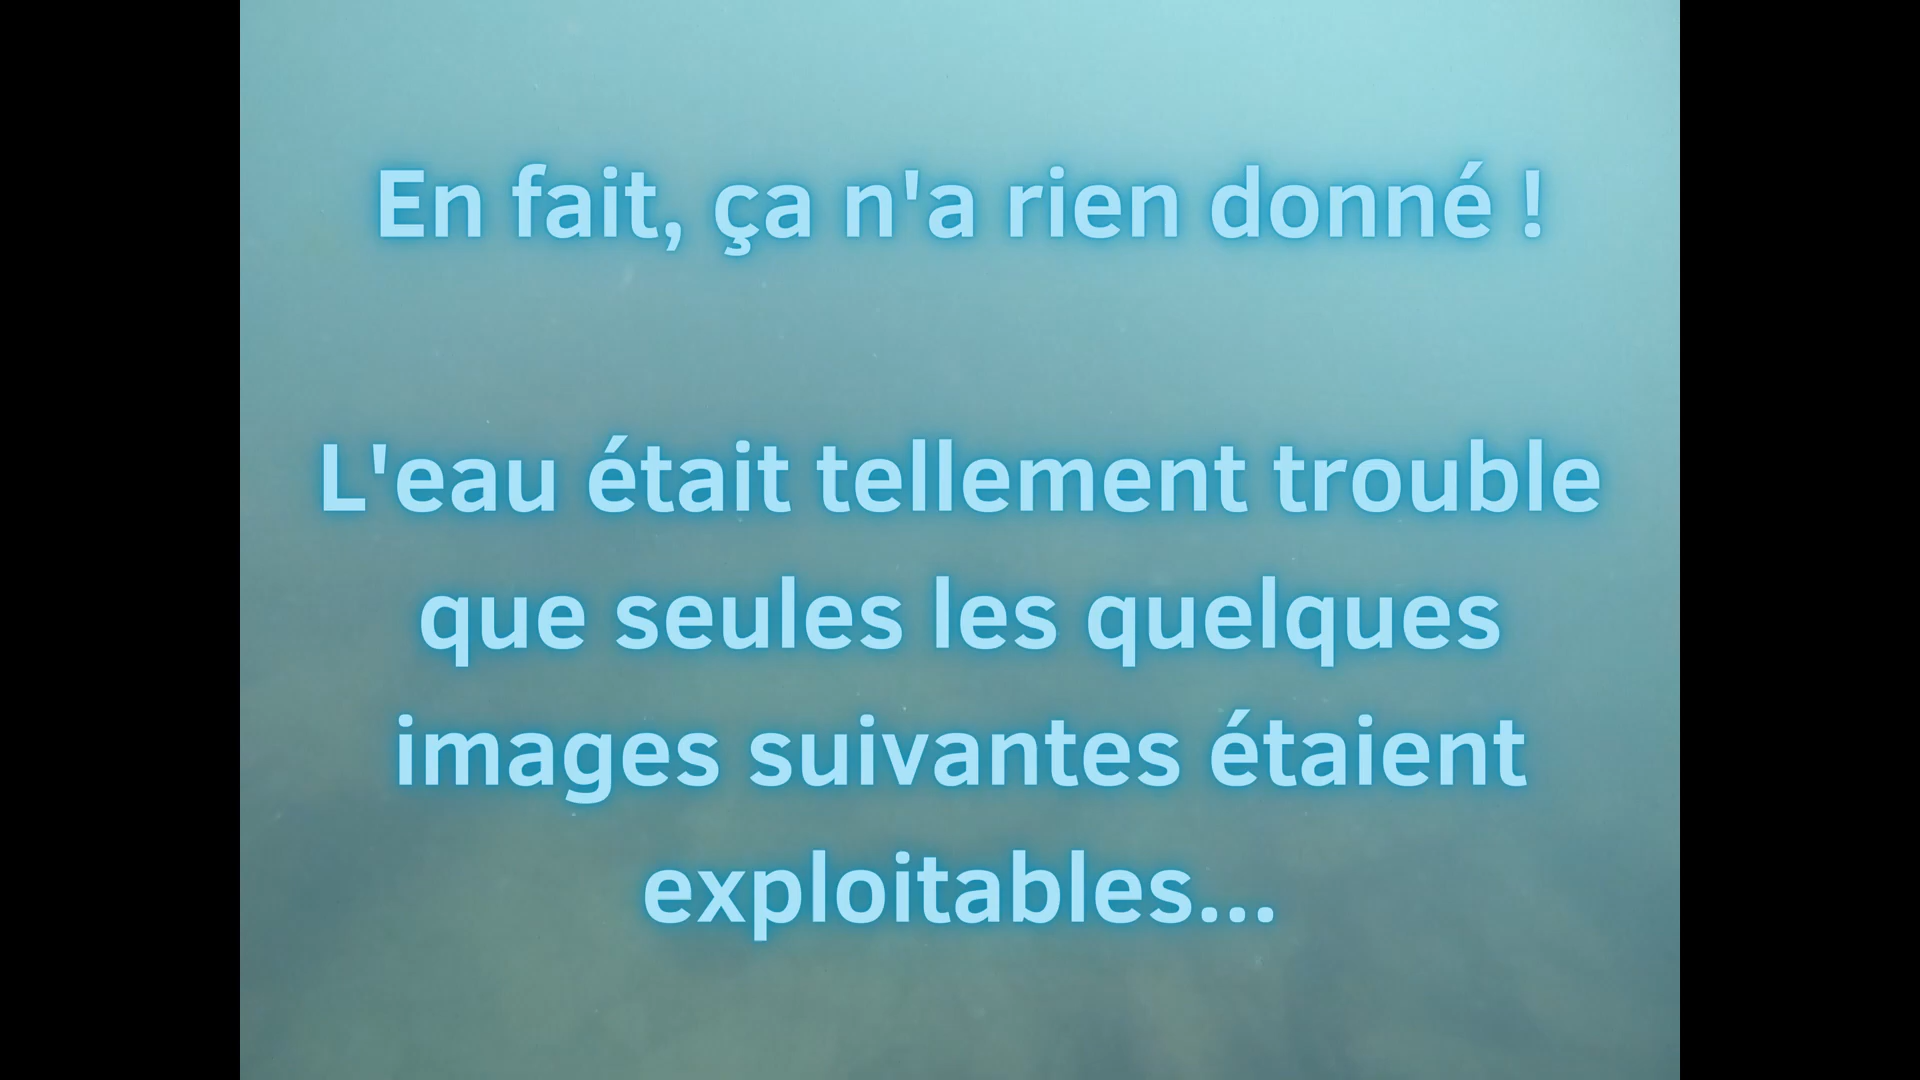 En fait, ça n'a rien donné !
L'eau était tellement trouble
que seules les quelques
images suivantes étaient
exploitables...